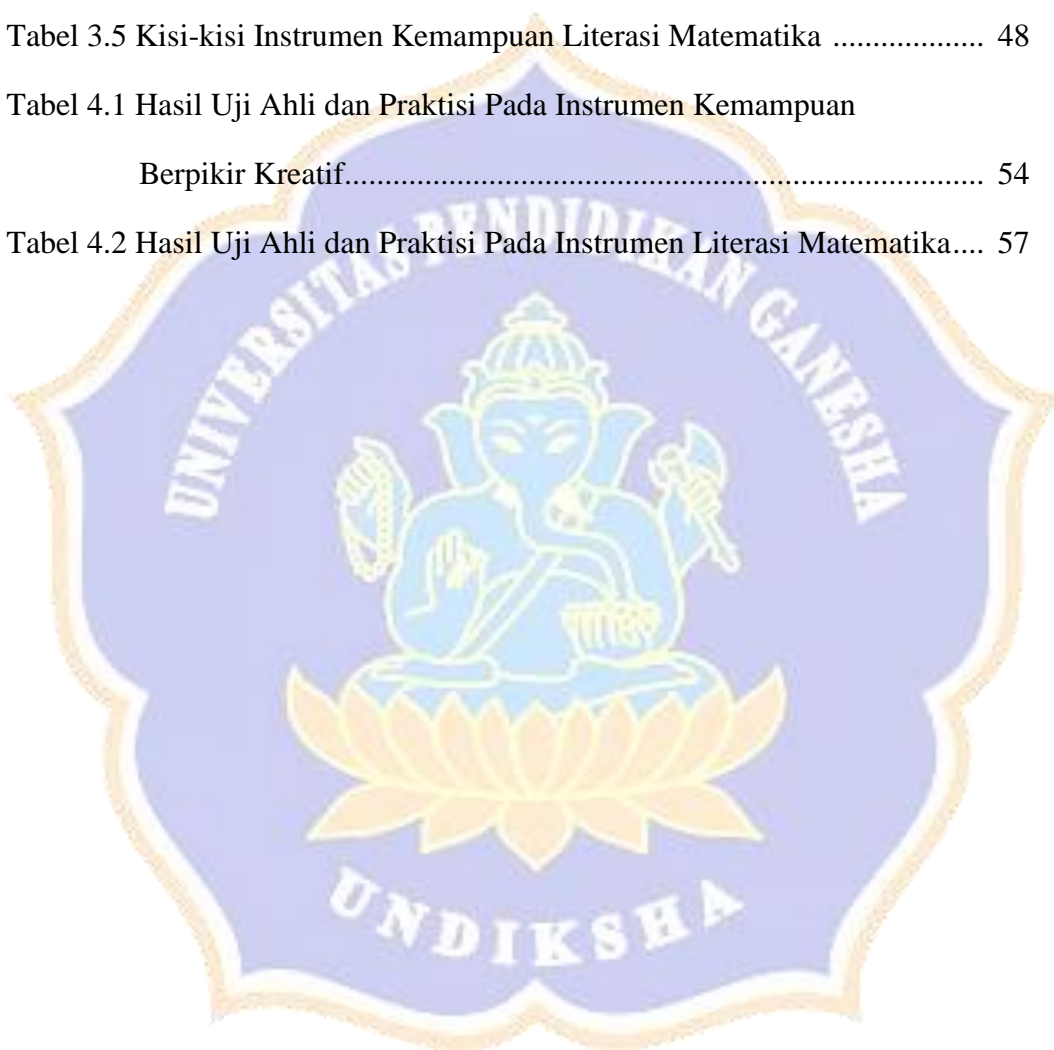 Tabel 3.5 Kisi-kisi Instrumen Kemampuan Literasi Matematika ................... 48
Tabel 4.1 Hasil Uji Ahli dan Praktisi Pada Instrumen Kemampuan
Berpikir Kreatif................................................................................ 54
Tabel 4.2 Hasil Uji Ahli dan Praktisi Pada Instrumen Literasi Matematika.... 57
UNIVERSITAS PENDIDIKAN GANESHA
UNDIKSHA